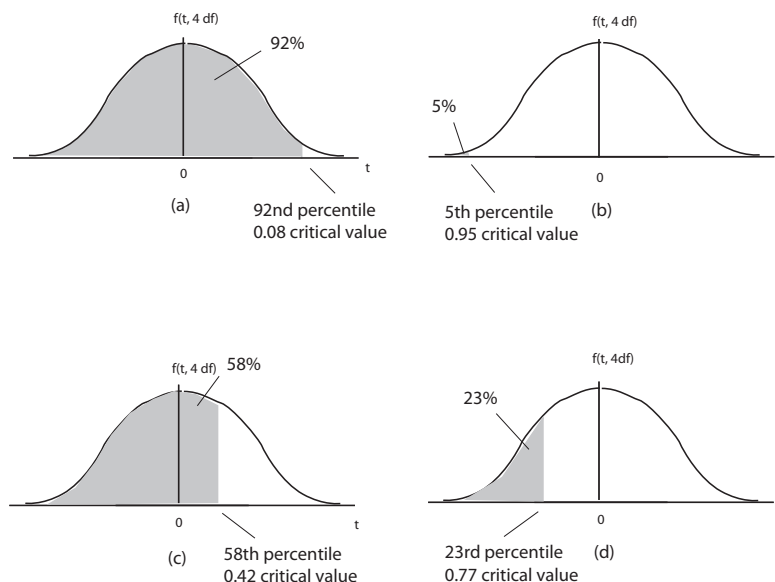 f(t, 4 df)
92%
0
t
92nd percentile
0.08 critical value
(a)
f(t, 4 df)
5%
0
5th percentile
0.95 critical value
(b)
f(t, 4 df)
58%
0
t
58th percentile
0.42 critical value
(c)
f(t, 4df)
23%
0
23rd percentile
0.77 critical value
(d)